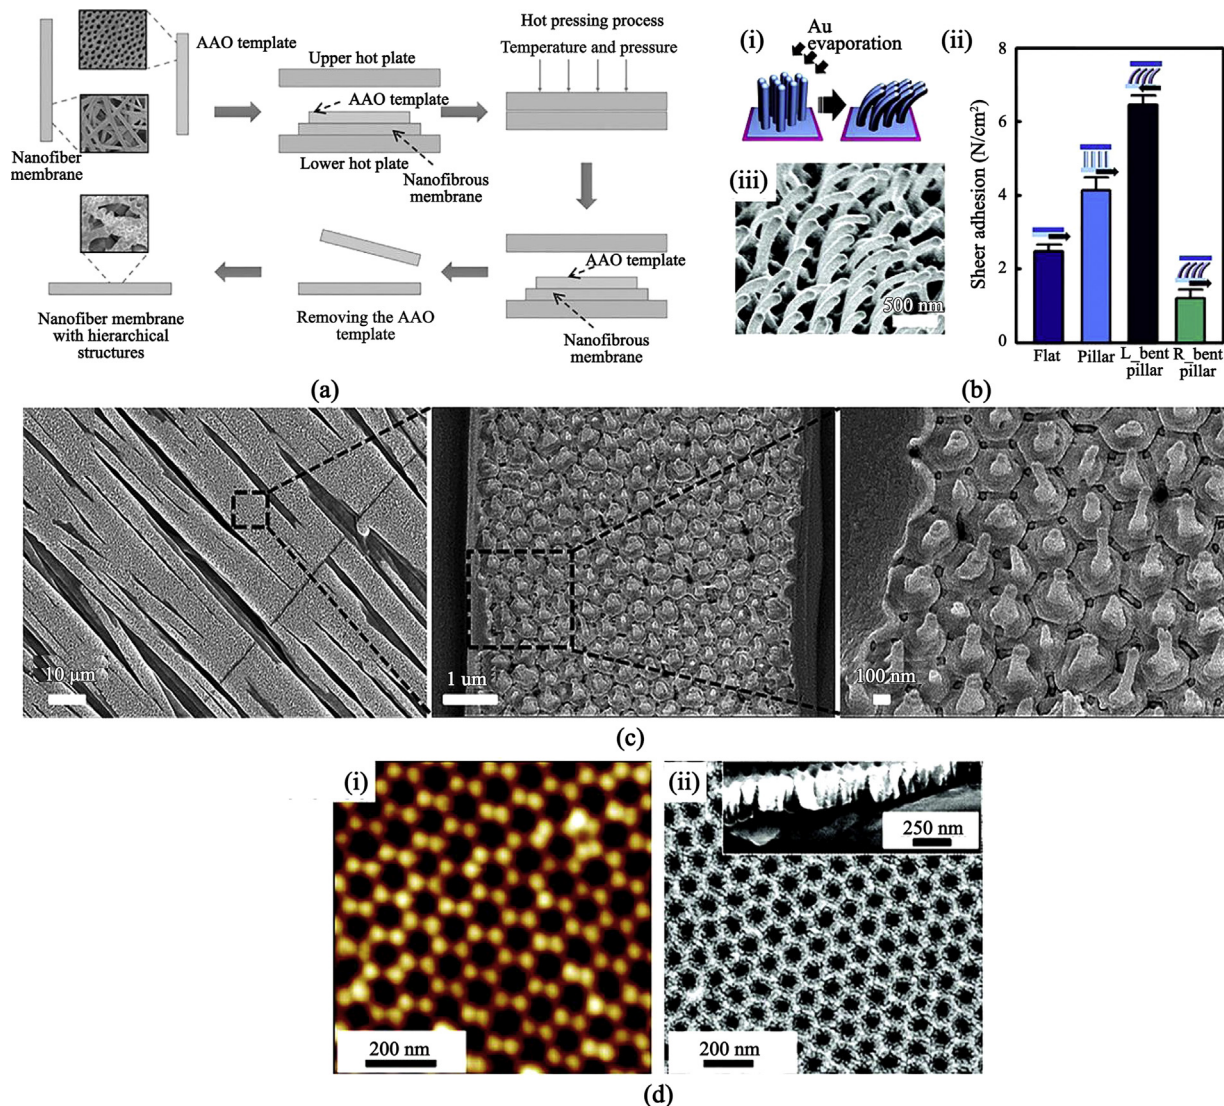 AAO template
Nanofiber
membrane
Upper hot plate
AAO template
Lower hot plate
Nanofibrous
membrane
Hot pressing process
Temperature and pressure
AAO template
Nanofibrous
membrane
Removing the AAO
template
Nanofiber membrane
with hierarchical
structures
(a)
(i)
Au
evaporation
(iii)
500 nm
(ii)
Sheer adhesion (N/cm²)
8
6
4
2
0
Flat
Pillar
L_bent
pillar
R_bent
pillar
(b)
10 μm
1 um
100 nm
(c)
(i)
200 nm
(ii)
250 nm
200 nm
(d)